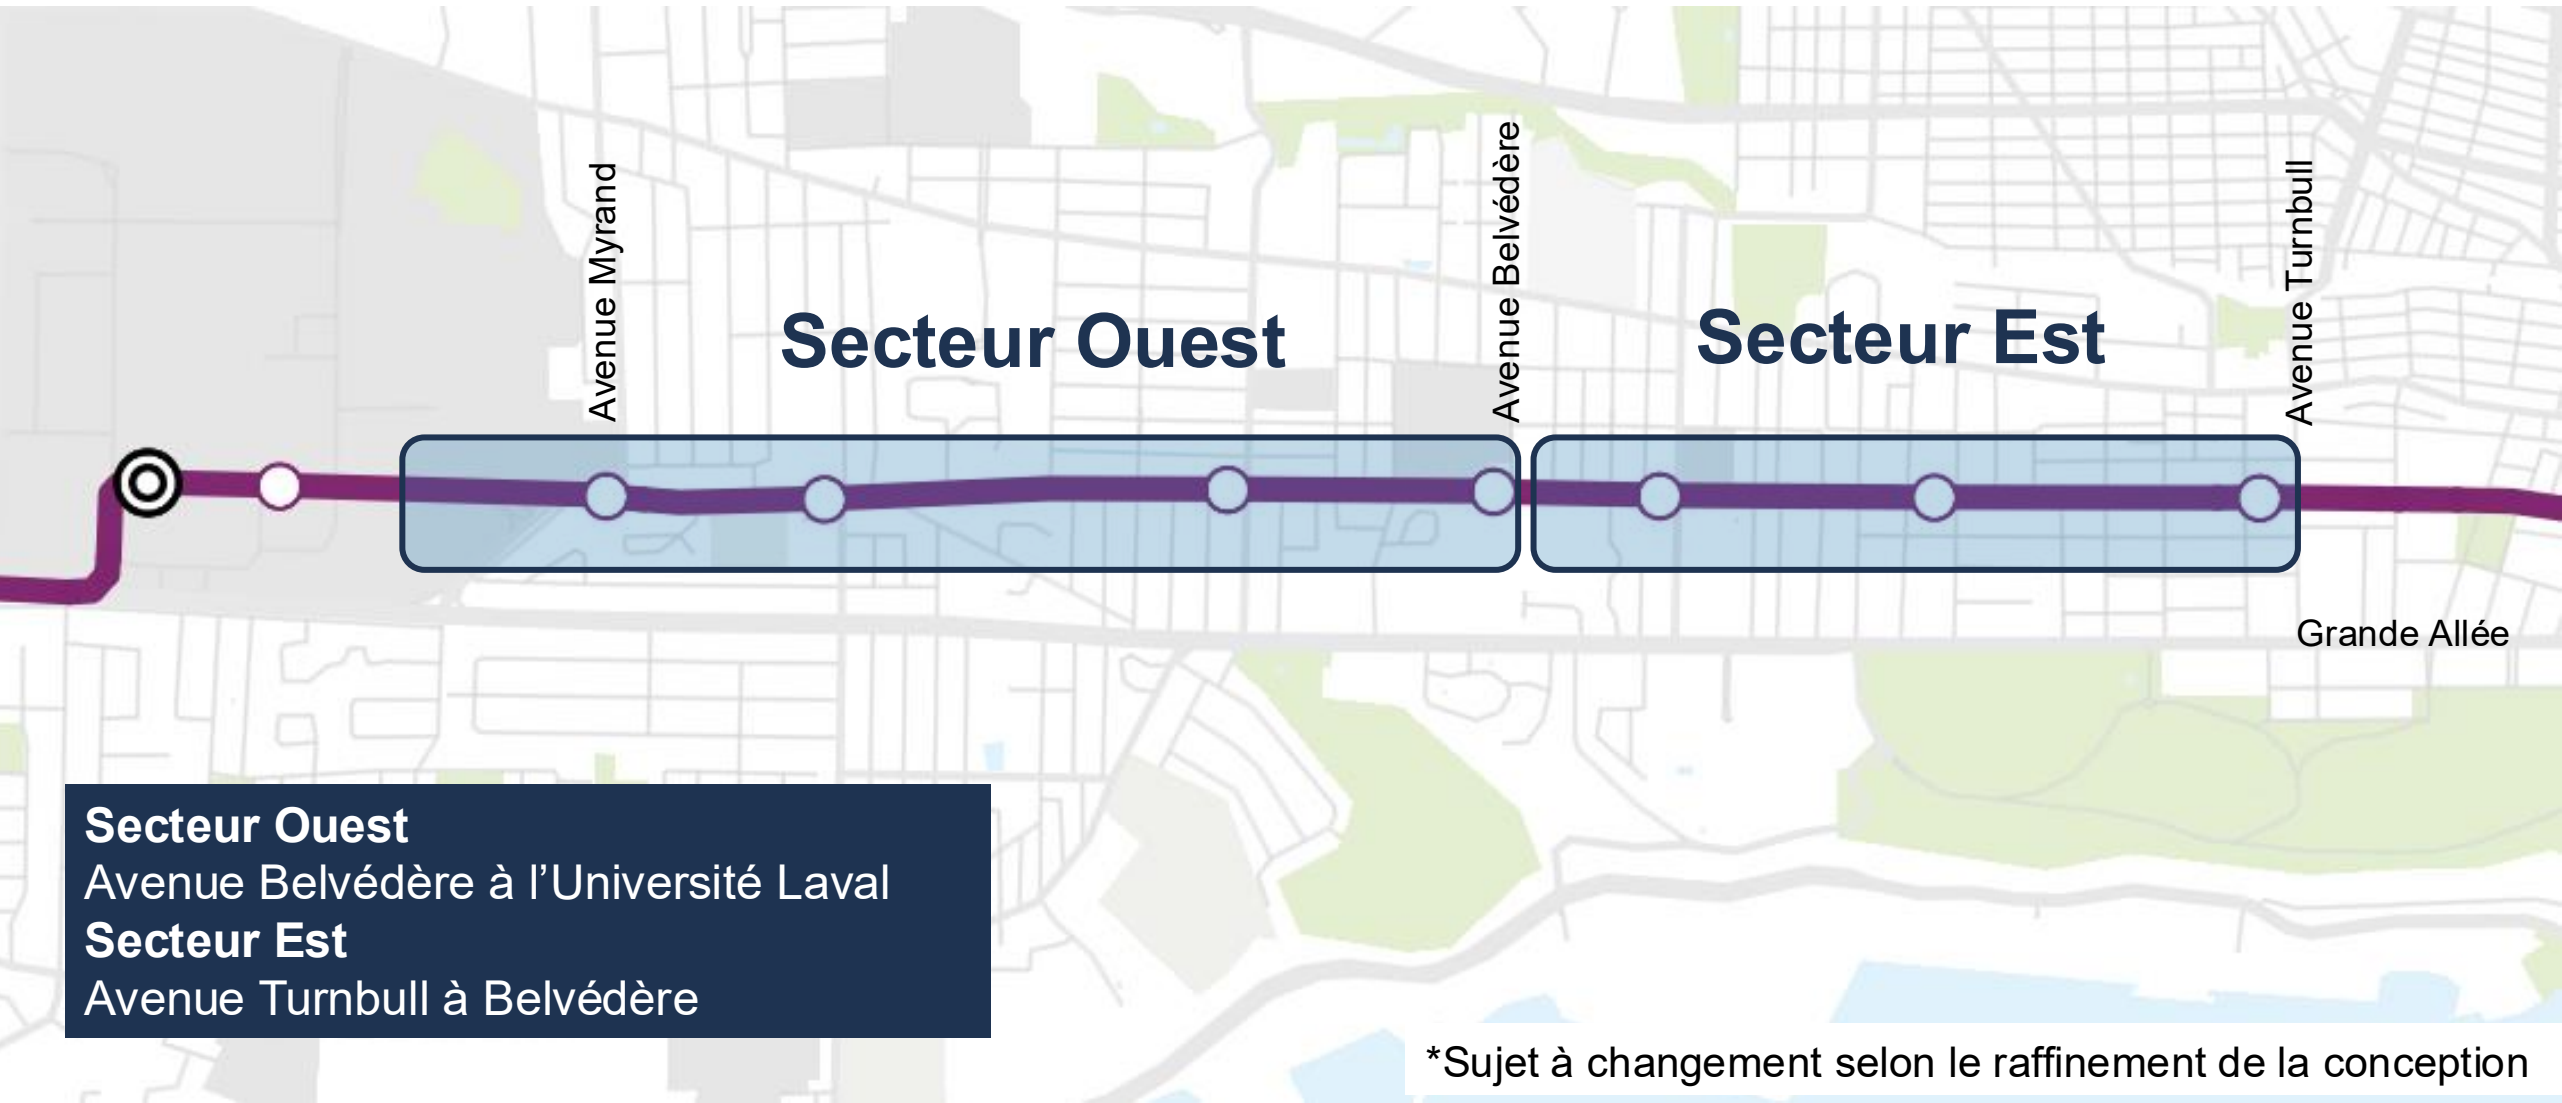 Avenue Myrand
Avenue Belvédère
Avenue Turnbull
Secteur Ouest
Secteur Est
Grande Allée
Secteur Ouest
Avenue Belvédère à l’Université Laval
Secteur Est
Avenue Turnbull à Belvédère
*Sujet à changement selon le raffinement de la conception